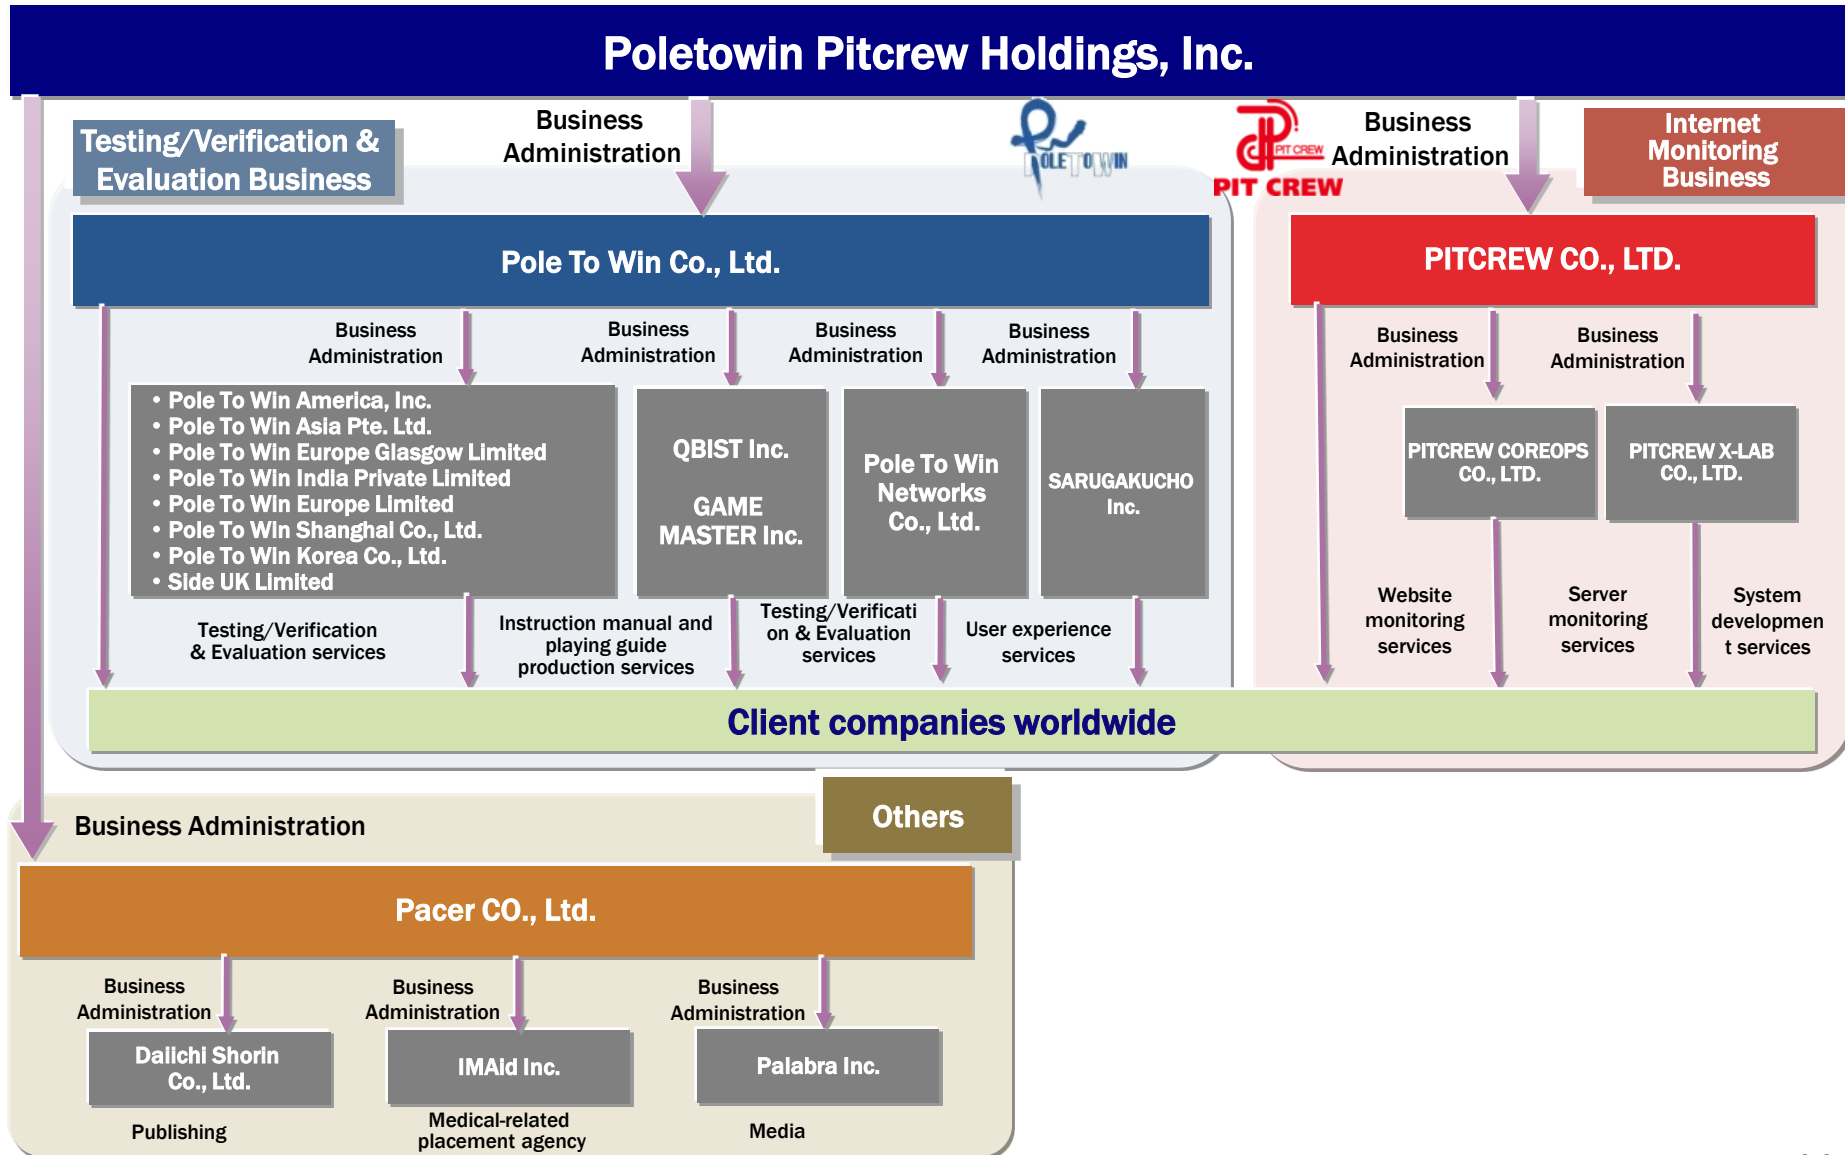 Poletowin Pitcrew Holdings, Inc.
Testing/Verification &
Evaluation Business
Business
Administration
POLETOWIN
PIT CREW
PIT CREW
Business
Administration
Internet
Monitoring
Business
Pole To Win Co., Ltd.
PITCREW CO., LTD.
Business
Administration
Business
Administration
Business
Administration
Business
Administration
Business
Administration
Business
Administration
• Pole To Win America, Inc.
• Pole To Win Asia Pte. Ltd.
• Pole To Win Europe Glasgow Limited
• Pole To Win India Private Limited
• Pole To Win Europe Limited
• Pole To Win Shanghai Co., Ltd.
• Pole To Win Korea Co., Ltd.
• Side UK Limited
QBIST Inc.
GAME
MASTER Inc.
Pole To Win
Networks
Co., Ltd.
SARUGAKUCHO
Inc.
PITCREW COREOPS
CO., LTD.
PITCREW X-LAB
CO., LTD.
Testing/Verification
& Evaluation services
Instruction manual and
playing guide
production services
Testing/Verificati
on & Evaluation
services
User experience
services
Website
monitoring
services
Server
monitoring
services
System
developmen
t services
Client companies worldwide
Others
Business Administration
Pacer CO., Ltd.
Business
Administration
Business
Administration
Business
Administration
Daiichi Shorin
Co., Ltd.
IMAid Inc.
Palabra Inc.
Publishing
Medical-related
placement agency
Media